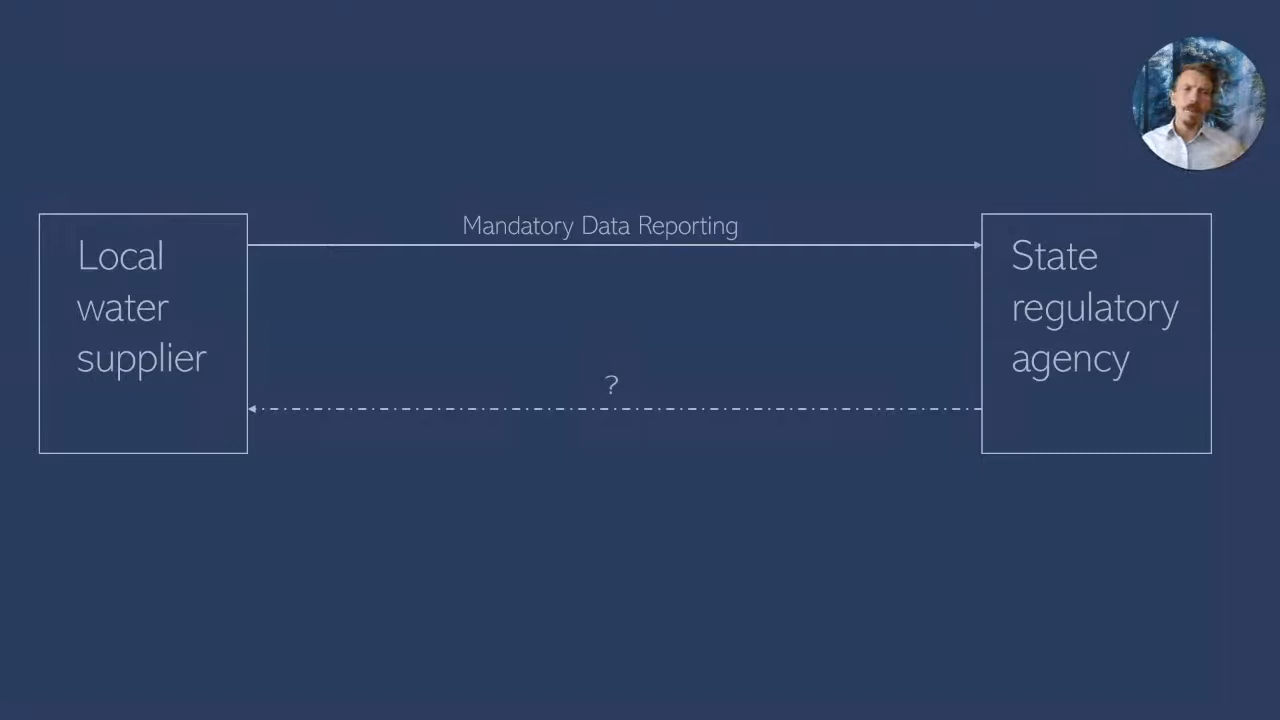 Mandatory Data Reporting
Local
water
supplier
State
regulatory
agency
?